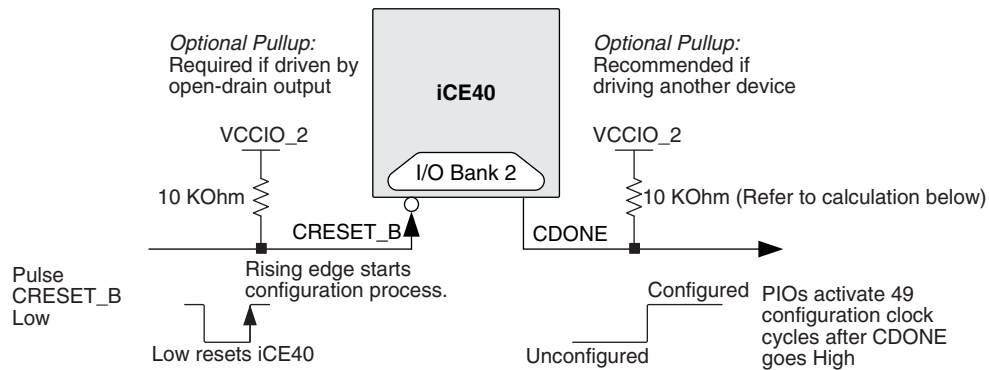 Optional Pullup:
Required if driven by
open-drain output
VCCIO_2
10 KOhm
iCE40
I/O Bank 2
Optional Pullup:
Recommended if
driving another device
VCCIO_2
10 KOhm (Refer to calculation below)
CRESET_B
CDONE
Pulse
CRESET_B
Low
Rising edge starts
configuration process.
Low resets iCE40
Configured
Unconfigured
PIOs activate 49
configuration clock
cycles after CDONE
goes High